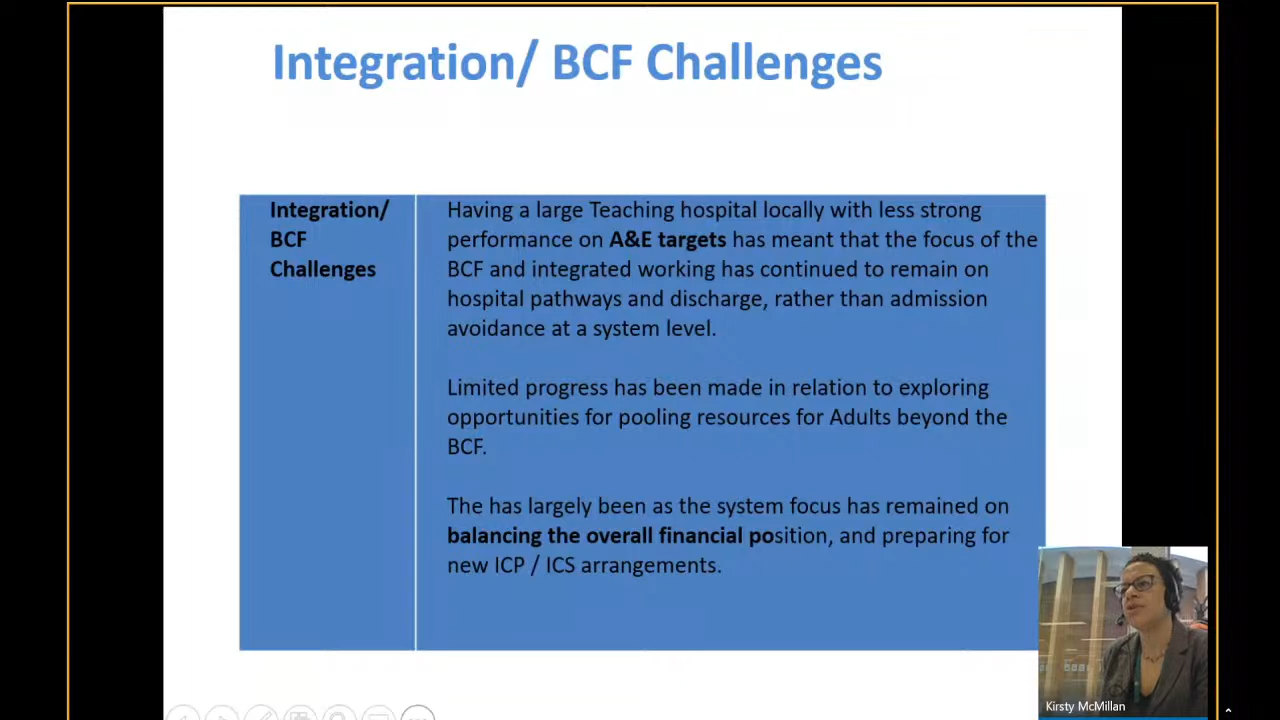 Integration/ BCF Challenges
Integration/
BCF
Challenges
Having a large Teaching hospital locally with less strong
performance on A&E targets has meant that the focus of the
BCF and integrated working has continued to remain on
hospital pathways and discharge, rather than admission
avoidance at a system level.
Limited progress has been made in relation to exploring
opportunities for pooling resources for Adults beyond the
BCF.
The has largely been as the system focus has remained on
balancing the overall financial position, and preparing for
new ICP / ICS arrangements.
Kirsty McMillan